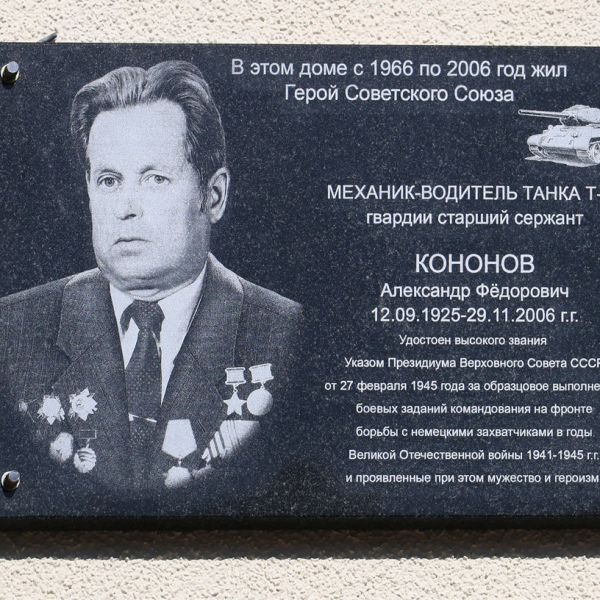 В этом доме с 1966 по 2006 год жил
Герой Советского Союза
МЕХАНИК-ВОДИТЕЛЬ ТАНКА Т-
гвардии старший сержант
КОНОНОВ
Александр Фёдорович
12.09.1925-29.11.2006 г.г.
Удостоен высокого звания
Указом Президиума Верховного Совета СССР
от 27 февраля 1945 года за образцовое выполне
боевых заданий командования на фронте
борьбы с немецкими захватчиками в годы
Великой Отечественной войны 1941-1945 г.г.
и проявленные при этом мужество и героизм